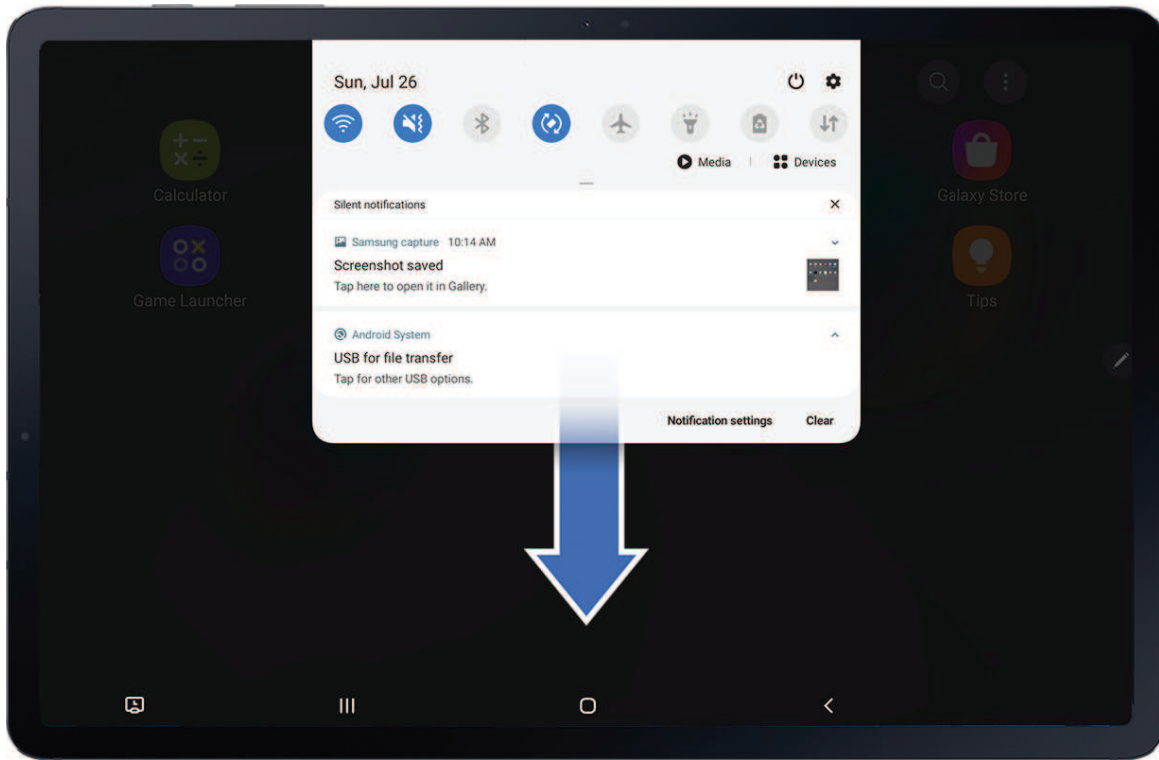 Sun, Jul 26
Media
Devices
Calculator
Galaxy Store
Silent notifications
Samsung capture 10:14 AM
Screenshot saved
Tap here to open it in Gallery.
Game Launcher
Tips
Android System
USB for file transfer
Tap for other USB options.
Notification settings Clear